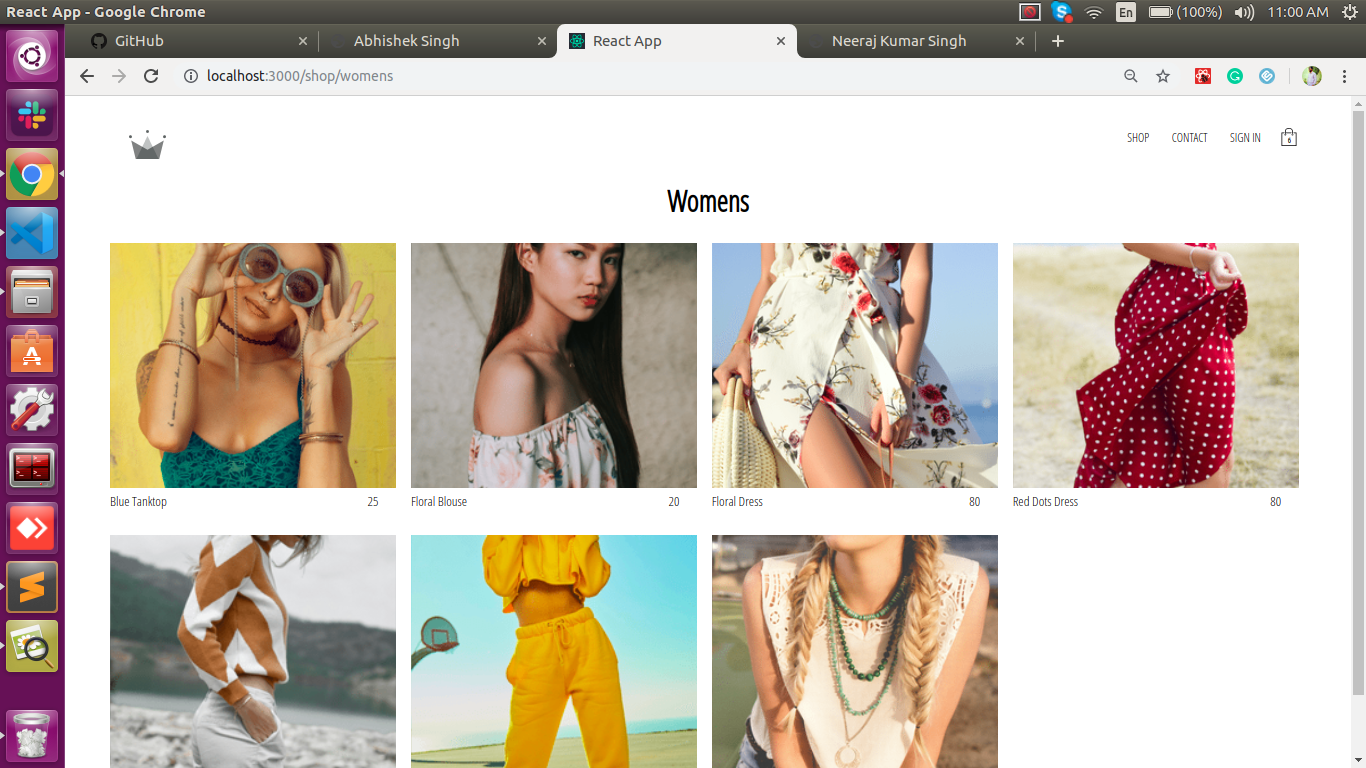 React App - Google Chrome
En (100%) 11:00 AM
GitHub Abhishek Singh React App Neeraj Kumar Singh
localhost:3000/shop/womens
SHOP CONTACT SIGN IN 6
Womens
Blue Tanktop 25 Floral Blouse 20 Floral Dress 80 Red Dots Dress 80